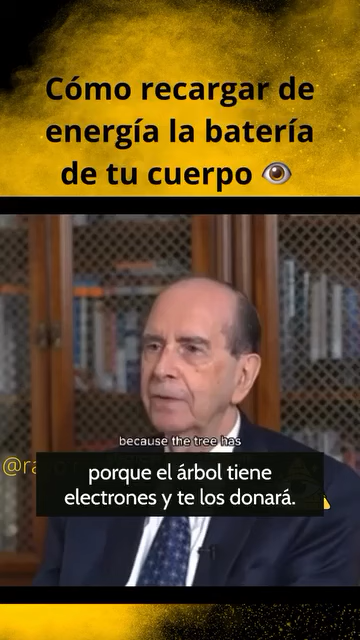 Cómo recargar de
energía la batería
de tu cuerpo 👁️
because the tree has
porque el árbol tiene
electrones y te los donará.